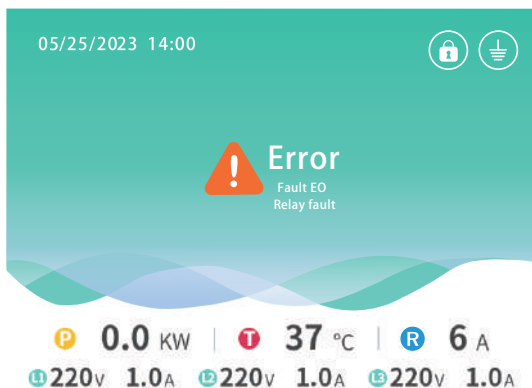 05/25/2023 14:00
Error
Fault EO
Relay fault
P 0.0 KW T 37 °C R 6 A
L1 220V 1.0A L2 220V 1.0A L3 220V 1.0A